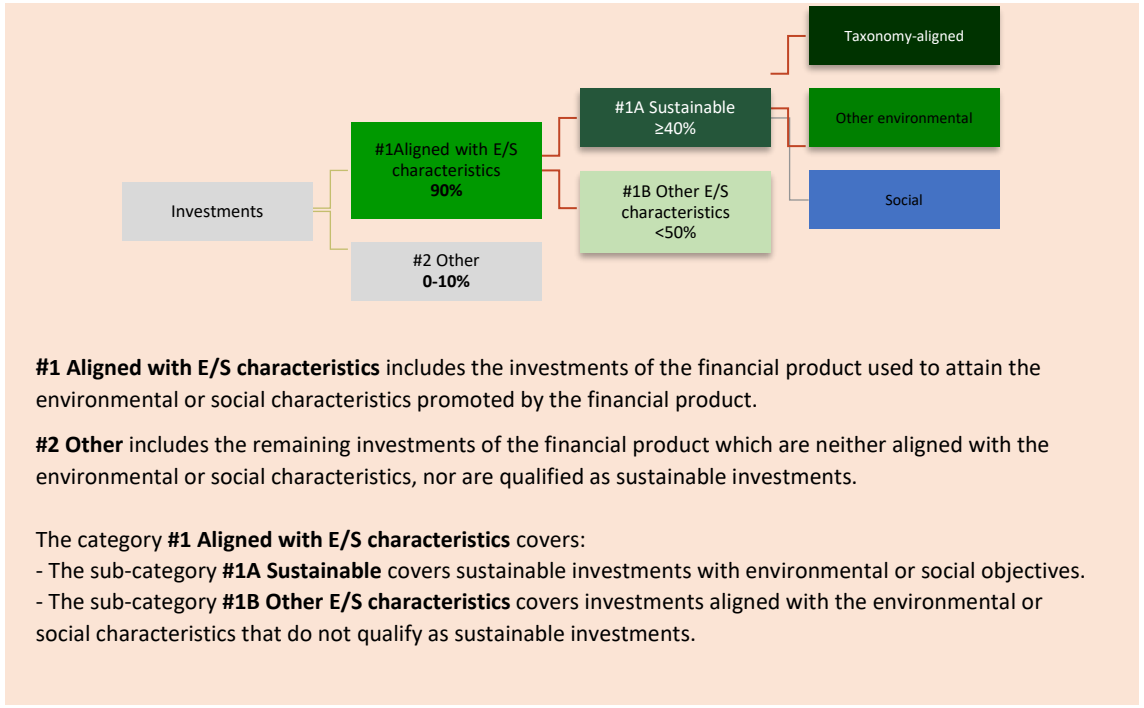 Taxonomy-aligned
#1A Sustainable
≥40%
Other environmental
#1Aligned with E/S
characteristics
90%
#1B Other E/S
characteristics
<50%
Social
Investments
#2 Other
0-10%
#1 Aligned with E/S characteristics includes the investments of the financial product used to attain the
environmental or social characteristics promoted by the financial product.
#2 Other includes the remaining investments of the financial product which are neither aligned with the
environmental or social characteristics, nor are qualified as sustainable investments.
The category #1 Aligned with E/S characteristics covers:
- The sub-category #1A Sustainable covers sustainable investments with environmental or social objectives.
- The sub-category #1B Other E/S characteristics covers investments aligned with the environmental or
social characteristics that do not qualify as sustainable investments.